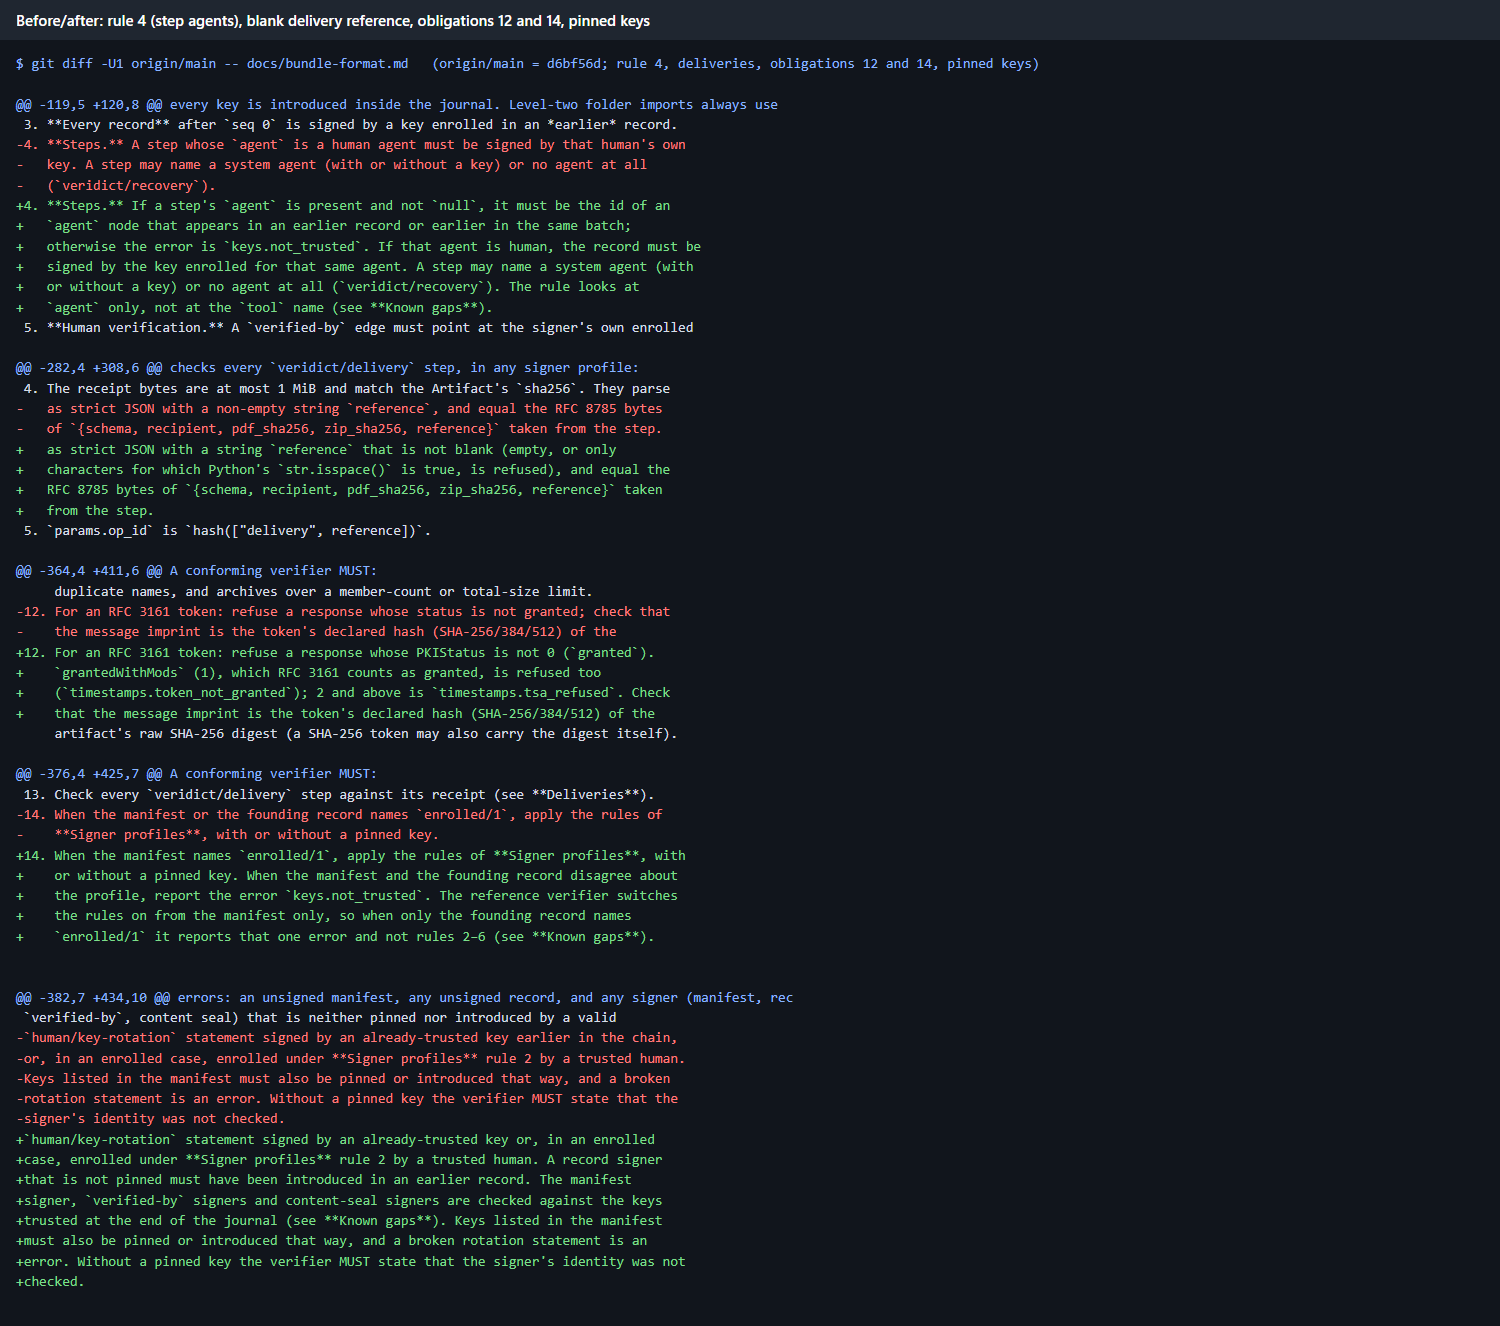 Before/after: rule 4 (step agents), blank delivery reference, obligations 12 and 14, pinned keys
$ git diff -U1 origin/main -- docs/bundle-format.md   (origin/main = d6bf56d; rule 4, deliveries, obligations 12 and 14, pinned keys)
@@ -119,5 +120,8 @@ every key is introduced inside the journal. Level-two folder imports always use
 3. **Every record** after `seq 0` is signed by a key enrolled in an *earlier* record.
-4. **Steps.** A step whose `agent` is a human agent must be signed by that human's own
-   key. A step may name a system agent (with or without a key) or no agent at all
-   (`veridict/recovery`).
+4. **Steps.** If a step's `agent` is present and not `null`, it must be the id of an
+   `agent` node that appears in an earlier record or earlier in the same batch;
+   otherwise the error is `keys.not_trusted`. If that agent is human, the record must be
+   signed by the key enrolled for that same agent. A step may name a system agent (with
+   or without a key) or no agent at all (`veridict/recovery`). The rule looks at
+   `agent` only, not at the `tool` name (see **Known gaps**).
 5. **Human verification.** A `verified-by` edge must point at the signer's own enrolled
@@ -282,4 +308,6 @@ checks every `veridict/delivery` step, in any signer profile:
 4. The receipt bytes are at most 1 MiB and match the Artifact's `sha256`. They parse
-   as strict JSON with a non-empty string `reference`, and equal the RFC 8785 bytes
-   of `{schema, recipient, pdf_sha256, zip_sha256, reference}` taken from the step.
+   as strict JSON with a string `reference` that is not blank (empty, or only
+   characters for which Python's `str.isspace()` is true, is refused), and equal the
+   RFC 8785 bytes of `{schema, recipient, pdf_sha256, zip_sha256, reference}` taken
+   from the step.
 5. `params.op_id` is `hash(["delivery", reference])`.
@@ -364,4 +411,6 @@ A conforming verifier MUST:
     duplicate names, and archives over a member-count or total-size limit.
-12. For an RFC 3161 token: refuse a response whose status is not granted; check that
-    the message imprint is the token's declared hash (SHA-256/384/512) of the
+12. For an RFC 3161 token: refuse a response whose PKIStatus is not 0 (`granted`).
+    `grantedWithMods` (1), which RFC 3161 counts as granted, is refused too
+    (`timestamps.token_not_granted`); 2 and above is `timestamps.tsa_refused`. Check
+    that the message imprint is the token's declared hash (SHA-256/384/512) of the
     artifact's raw SHA-256 digest (a SHA-256 token may also carry the digest itself).
@@ -376,4 +425,7 @@ A conforming verifier MUST:
 13. Check every `veridict/delivery` step against its receipt (see **Deliveries**).
-14. When the manifest or the founding record names `enrolled/1`, apply the rules of
-    **Signer profiles**, with or without a pinned key.
+14. When the manifest names `enrolled/1`, apply the rules of **Signer profiles**, with
+    or without a pinned key. When the manifest and the founding record disagree about
+    the profile, report the error `keys.not_trusted`. The reference verifier switches
+    the rules on from the manifest only, so when only the founding record names
+    `enrolled/1` it reports that one error and not rules 2–6 (see **Known gaps**).
@@ -382,7 +434,10 @@ errors: an unsigned manifest, any unsigned record, and any signer (manifest, rec
 `verified-by`, content seal) that is neither pinned nor introduced by a valid
-`human/key-rotation` statement signed by an already-trusted key earlier in the chain,
-or, in an enrolled case, enrolled under **Signer profiles** rule 2 by a trusted human.
-Keys listed in the manifest must also be pinned or introduced that way, and a broken
-rotation statement is an error. Without a pinned key the verifier MUST state that the
-signer's identity was not checked.
+`human/key-rotation` statement signed by an already-trusted key or, in an enrolled
+case, enrolled under **Signer profiles** rule 2 by a trusted human. A record signer
+that is not pinned must have been introduced in an earlier record. The manifest
+signer, `verified-by` signers and content-seal signers are checked against the keys
+trusted at the end of the journal (see **Known gaps**). Keys listed in the manifest
+must also be pinned or introduced that way, and a broken rotation statement is an
+error. Without a pinned key the verifier MUST state that the signer's identity was not
+checked.